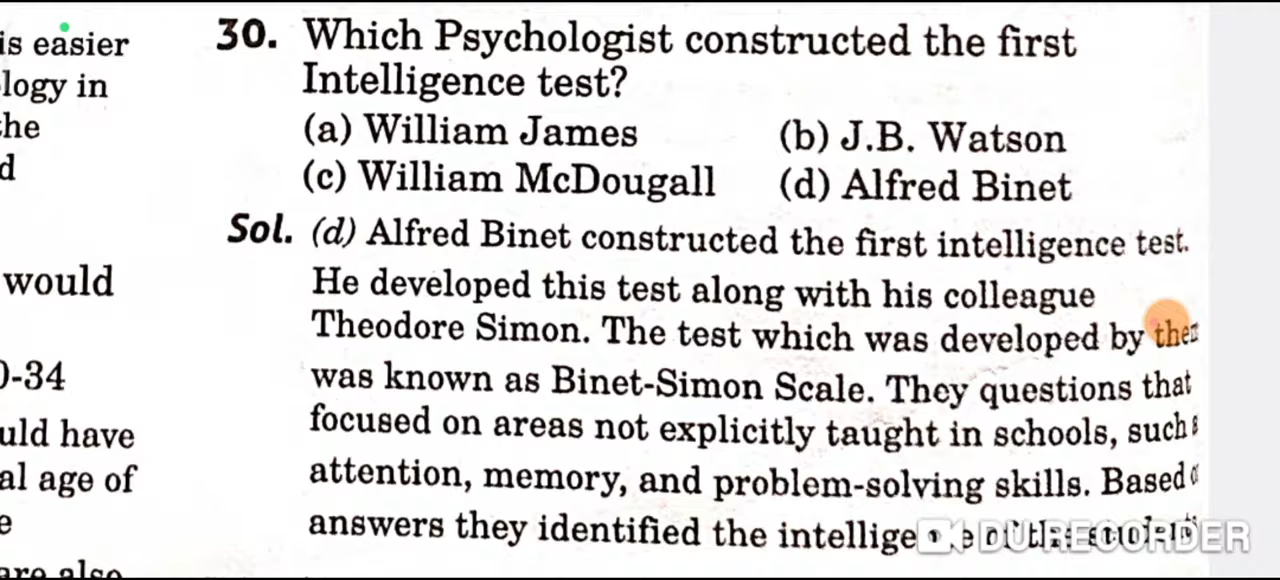 is easier
logy in
he
d
would
0-34
uld have
al age of
e
are also
30. Which Psychologist constructed the first
Intelligence test?
(a) William James (b) J.B. Watson
(c) William McDougall (d) Alfred Binet
Sol. (d) Alfred Binet constructed the first intelligence test.
He developed this test along with his colleague
Theodore Simon. The test which was developed by
was known as Binet-Simon Scale. They questions that
focused on areas not explicitly taught in schools, such
attention, memory, and problem-solving skills. Based
answers they identified the
DU RECORDER